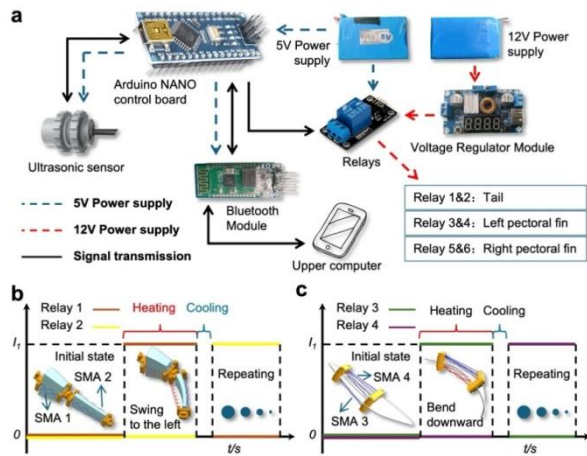 a
5V Power
supply
12V Power
supply
Arduino NANO
control board
Ultrasonic sensor
Relays
Voltage Regulator Module
Bluetooth
Module
5V Power supply
12V Power supply
Signal transmission
Upper computer
Relay 1&2: Tail
Relay 3&4: Left pectoral fin
Relay 5&6: Right pectoral fin
b
Relay 1
Relay 2
Heating
Cooling
I₁
Initial state
SMA 2
SMA 1
Swing
to the left
Repeating
0
t/s
c
Relay 3
Relay 4
Heating
Cooling
I₁
Initial state
SMA 4
SMA 3
Bend
downward
Repeating
0
t/s